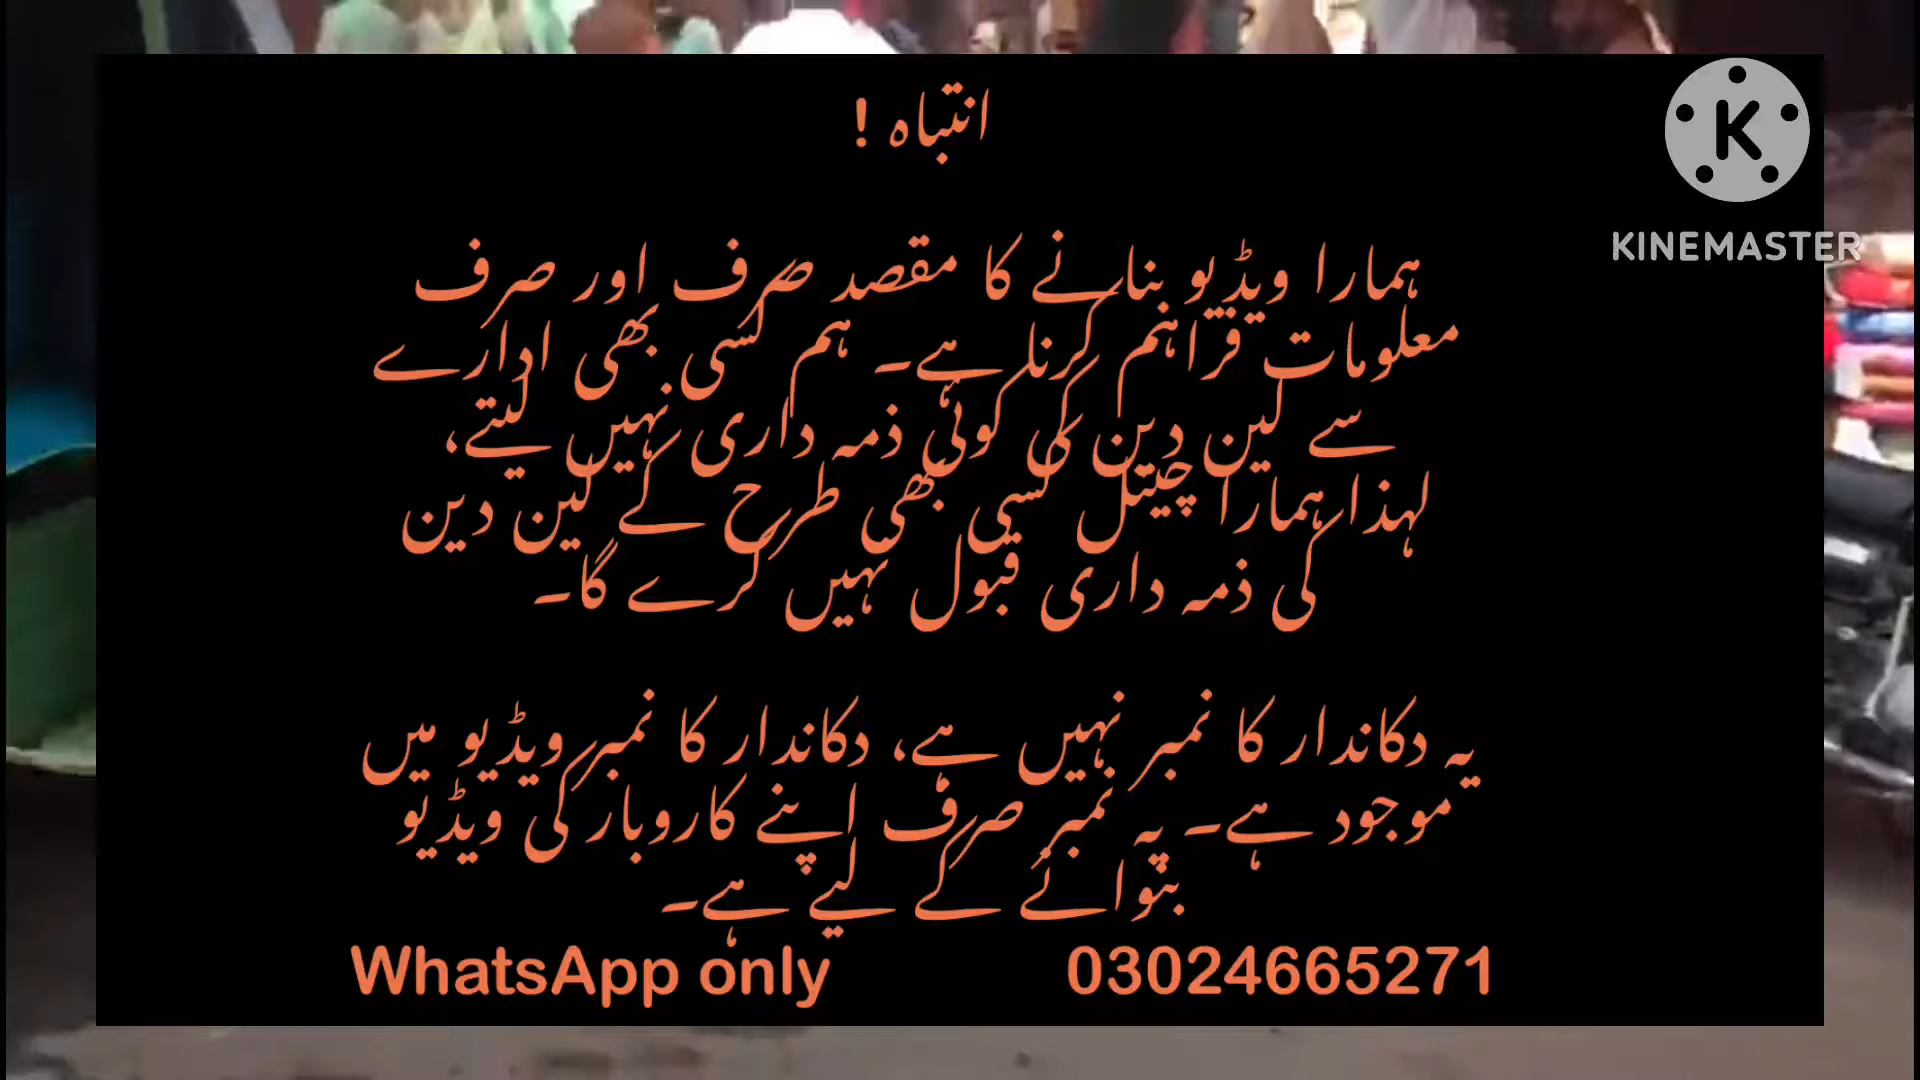 انتباہ !
ہمارا ویڈیو بنانے کا مقصد صرف اور صرف
معلومات فراہم کرنا ہے۔ ہم کسی بھی ادارے
سے لین دین کی کوئی ذمہ داری نہیں لیتے،
لہذا ہمارا چینل کسی بھی طرح کے لین دین
کی ذمہ داری قبول نہیں کرے گا۔
یہ دکاندار کا نمبر نہیں ہے، دکاندار کا نمبر ویڈیو میں
موجود ہے۔ یہ نمبر صرف اپنے کاروبار کی ویڈیو
بنوانے کے لیے ہے۔
WhatsApp only 03024665271
K
KINEMASTER